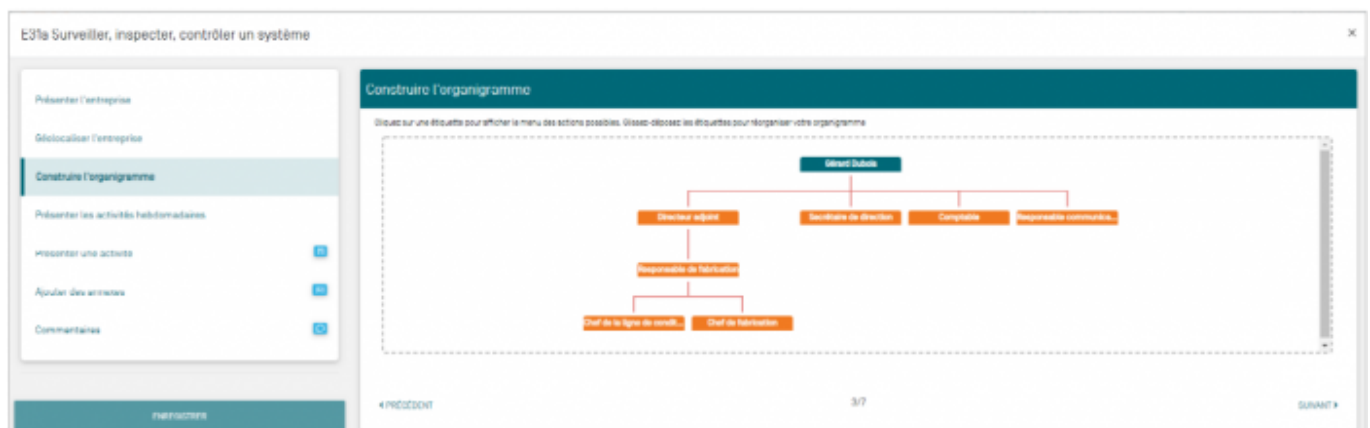 E31a Surveiller, inspecter, contrôler un système
×
Présenter l'entreprise
Géolocaliser l'entreprise
Construire l'organigramme
Présenter les activités hebdomadaires
Présenter une activité
Ajouter des annexes
Commentaires
ENREGISTRER
Construire l'organigramme
Cliquez sur une étiquette pour afficher le menu des actions possibles. Glissez-déposez les étiquettes pour réorganiser votre organigramme
Gérard Dubois
Directeur adjoint
Secrétaire de direction
Comptable
Responsable communica...
Responsable de fabrication
Chef de la ligne de condit...
Chef de fabrication
PRÉCÉDENT
3/7
SUIVANT